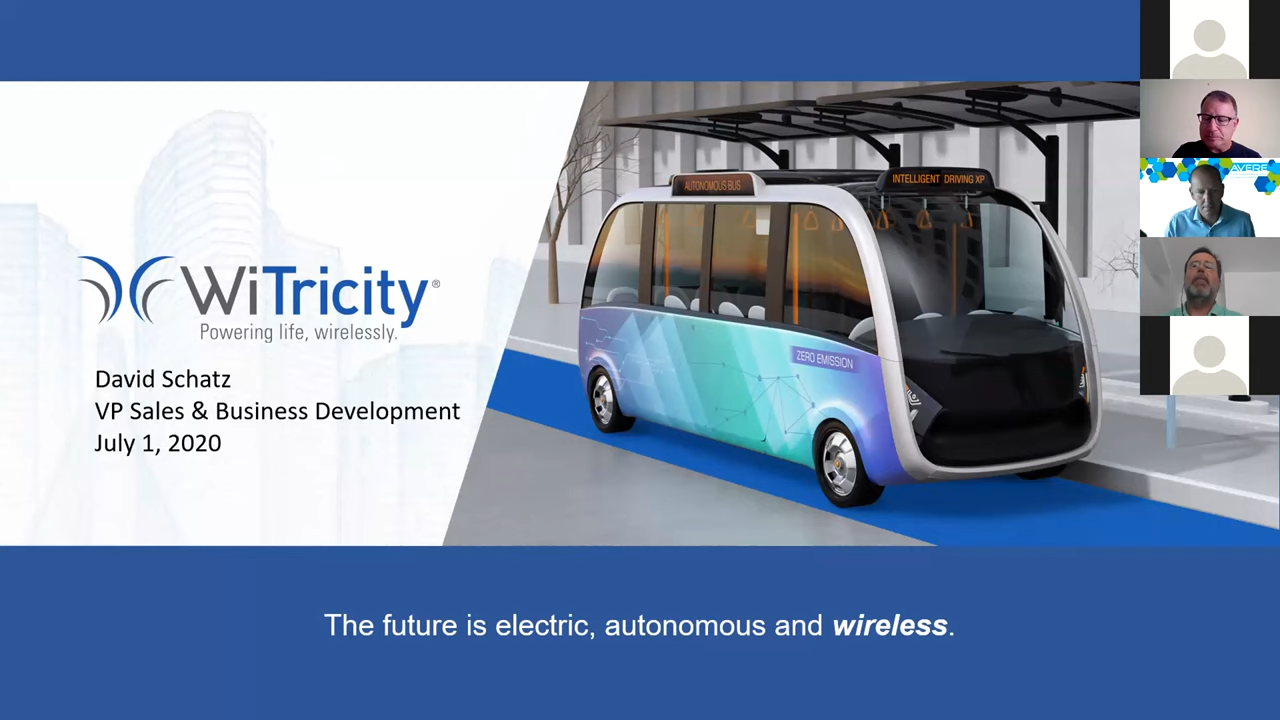 WiTricity®
Powering life, wirelessly.
David Schatz
VP Sales & Business Development
July 1, 2020
AUTONOMOUS BUS
INTELLIGENT DRIVING XP
ZERO EMISSION
AVERE
The future is electric, autonomous and wireless.